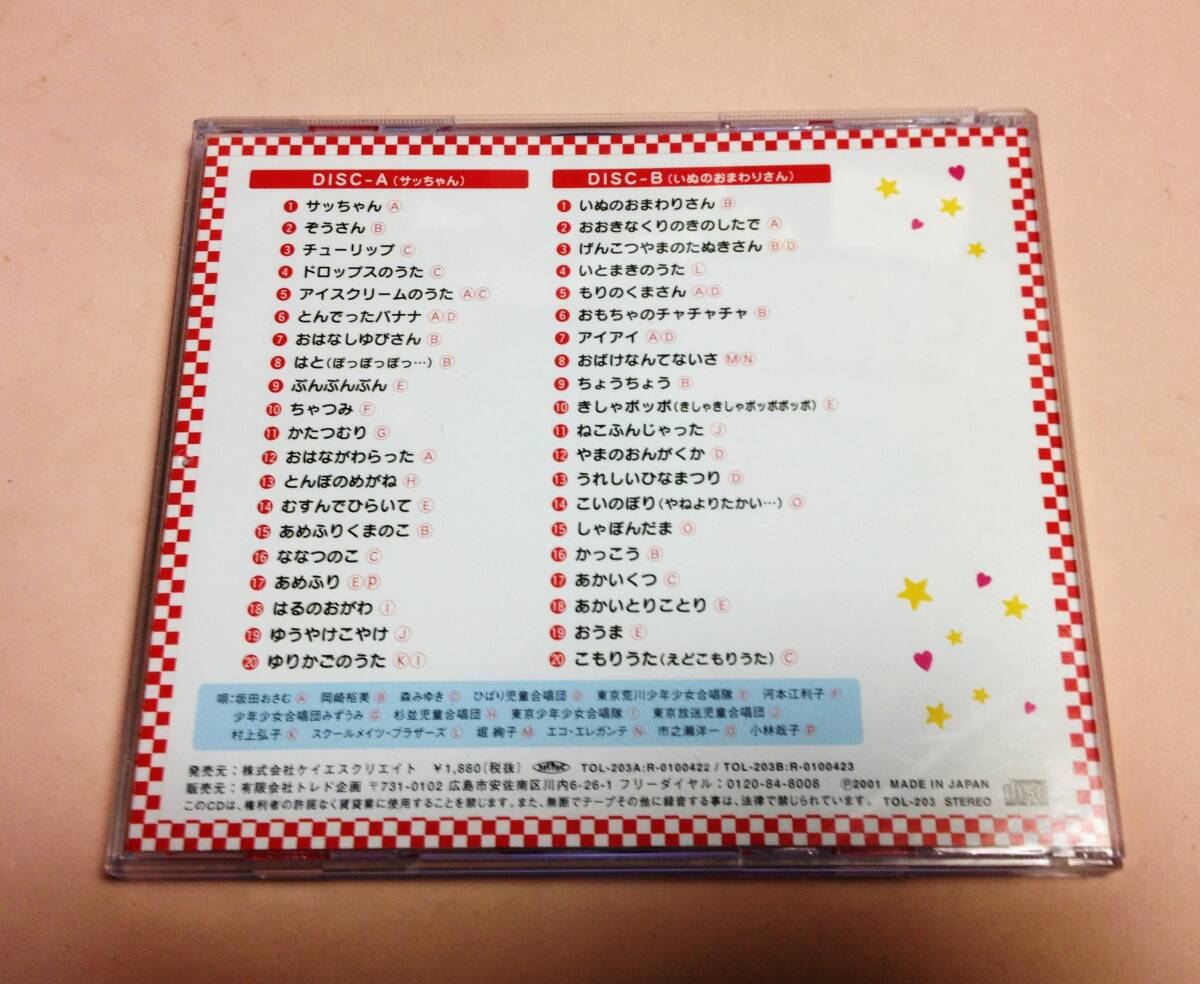 DISC-A(サッちゃん)
1 サッちゃん Ⓐ
2 ぞうさん Ⓑ
3 チューリップ Ⓒ
4 ドロップスのうた Ⓒ
5 アイスクリームのうた ⒶⒸ
6 とんでったバナナ ⒶⒹ
7 おはなしゆびさん Ⓑ
8 はと(ぽっぽっぽっ…) Ⓑ
9 ぶんぶんぶん Ⓔ
10 ちゃつみ Ⓕ
11 かたつむり Ⓖ
12 おはながわらった Ⓐ
13 とんぼのめがね Ⓗ
14 むすんでひらいて Ⓔ
15 あめふりくまのこ Ⓑ
16 ななつのこ Ⓒ
17 あめふり ⒺⓅ
18 はるのおがわ Ⓘ
19 ゆうやけこやけ Ⓙ
20 ゆりかごのうた ⓀⒾ
DISC-B(いぬのおまわりさん)
1 いぬのおまわりさん Ⓑ
2 おおきなくりのきのしたで Ⓐ
3 げんこつやまのたぬきさん ⒷⒹ
4 いとまきのうた Ⓛ
5 もりのくまさん ⒶⒹ
6 おもちゃのチャチャチャ Ⓑ
7 アイアイ ⒶⒹ
8 おばけなんてないさ ⓂⓃ
9 ちょうちょう Ⓑ
10 きしゃポッポ(きしゃきしゃポッポポッポ) Ⓔ
11 ねこふんじゃった Ⓙ
12 やまのおんがくか Ⓓ
13 うれしいひなまつり Ⓓ
14 こいのぼり(やねよりたかい…) Ⓞ
15 しゃぼんだま Ⓞ
16 かっこう Ⓑ
17 あかいくつ Ⓒ
18 あかいとりことり Ⓔ
19 おうま Ⓔ
20 こもりうた(えどこもりうた) Ⓒ
唄:坂田おさむ Ⓐ 岡崎裕美 Ⓑ 森みゆき Ⓒ ひばり児童合唱団 Ⓓ 東京荒川少年少女合唱隊 Ⓔ 河本江利子 Ⓕ
少年少女合唱団みずうみ Ⓖ 杉並児童合唱団 Ⓗ 東京少年少女合唱隊 Ⓘ 東京放送児童合唱団 Ⓙ
村上弘子 Ⓚ スクールメイツ・ブラザーズ Ⓛ 堀 絢子 Ⓜ エコ・エレガンテ Ⓝ 市之瀬洋一 Ⓞ 小林哉子 Ⓟ
発売元:株式会社ケイエスクリエイト ¥1,880(税抜) TOL-203A:R-0100422 / TOL-203B:R-0100423
販売元:有限会社トレド企画 〒731-0102 広島市安佐南区川内6-26-1 フリーダイヤル:0120-84-8008 Ⓟ2001 MADE IN JAPAN
このCDは、権利者の許諾なく賃貸業に使用することを禁じます。また、無断でテープその他に録音する事は、法律で禁じられています。 TOL-203 STEREO